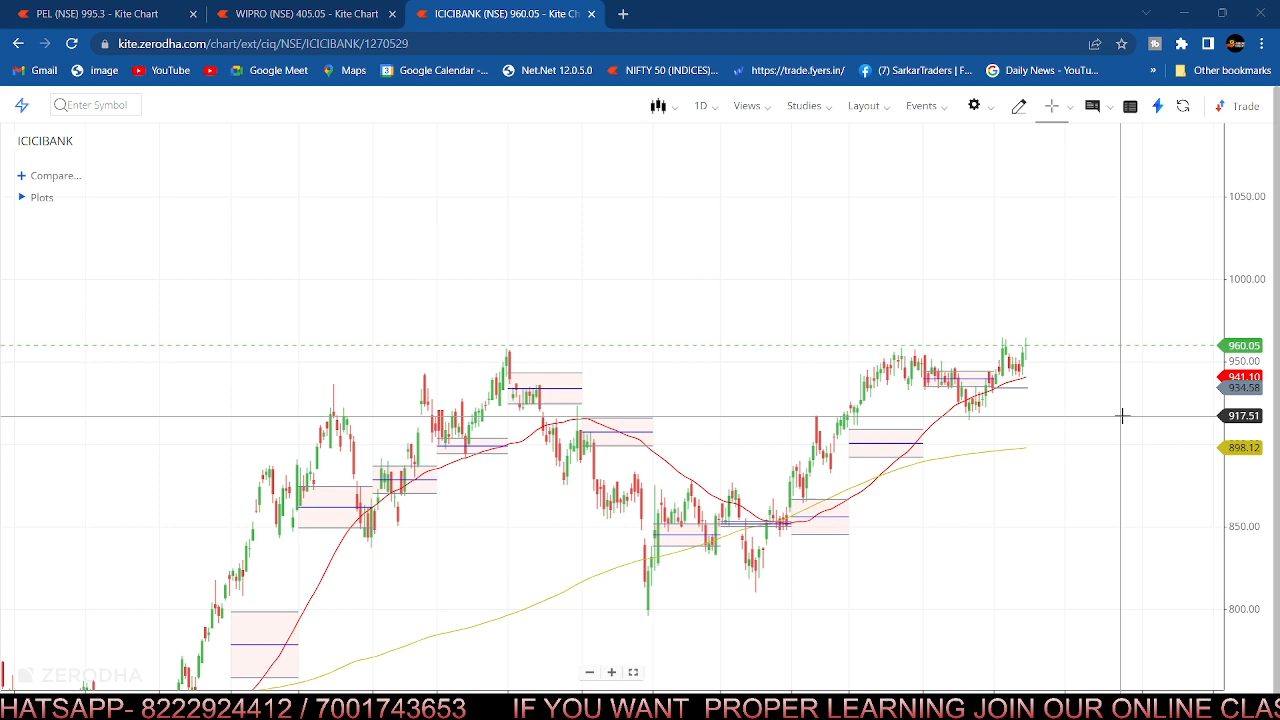 PEL (NSE) 995.3 - Kite Chart
WIPRO (NSE) 405.05 - Kite Chart
ICICIBANK (NSE) 960.05 - Kite Ch
kite.zerodha.com/chart/ext/ciq/NSE/ICICIBANK/1270529
Gmail image YouTube Google Meet Maps Google Calendar -... Net.Net 12.0.5.0 NIFTY 50 (INDICES)... https://trade.fyers.in/ (7) SarkarTraders | F... Daily News - YouTu... » Other bookmarks
Enter Symbol 1D Views Studies Layout Events Trade
ICICIBANK
+ Compare...
Plots
1050.00
1000.00
960.05
950.00
941.10
934.58
917.51
898.12
850.00
800.00
ZERODHA
HATSAPP- 8222924412 / 7001743653 IF YOU WANT PROPER LEARNING JOIN OUR ONLINE CLAS